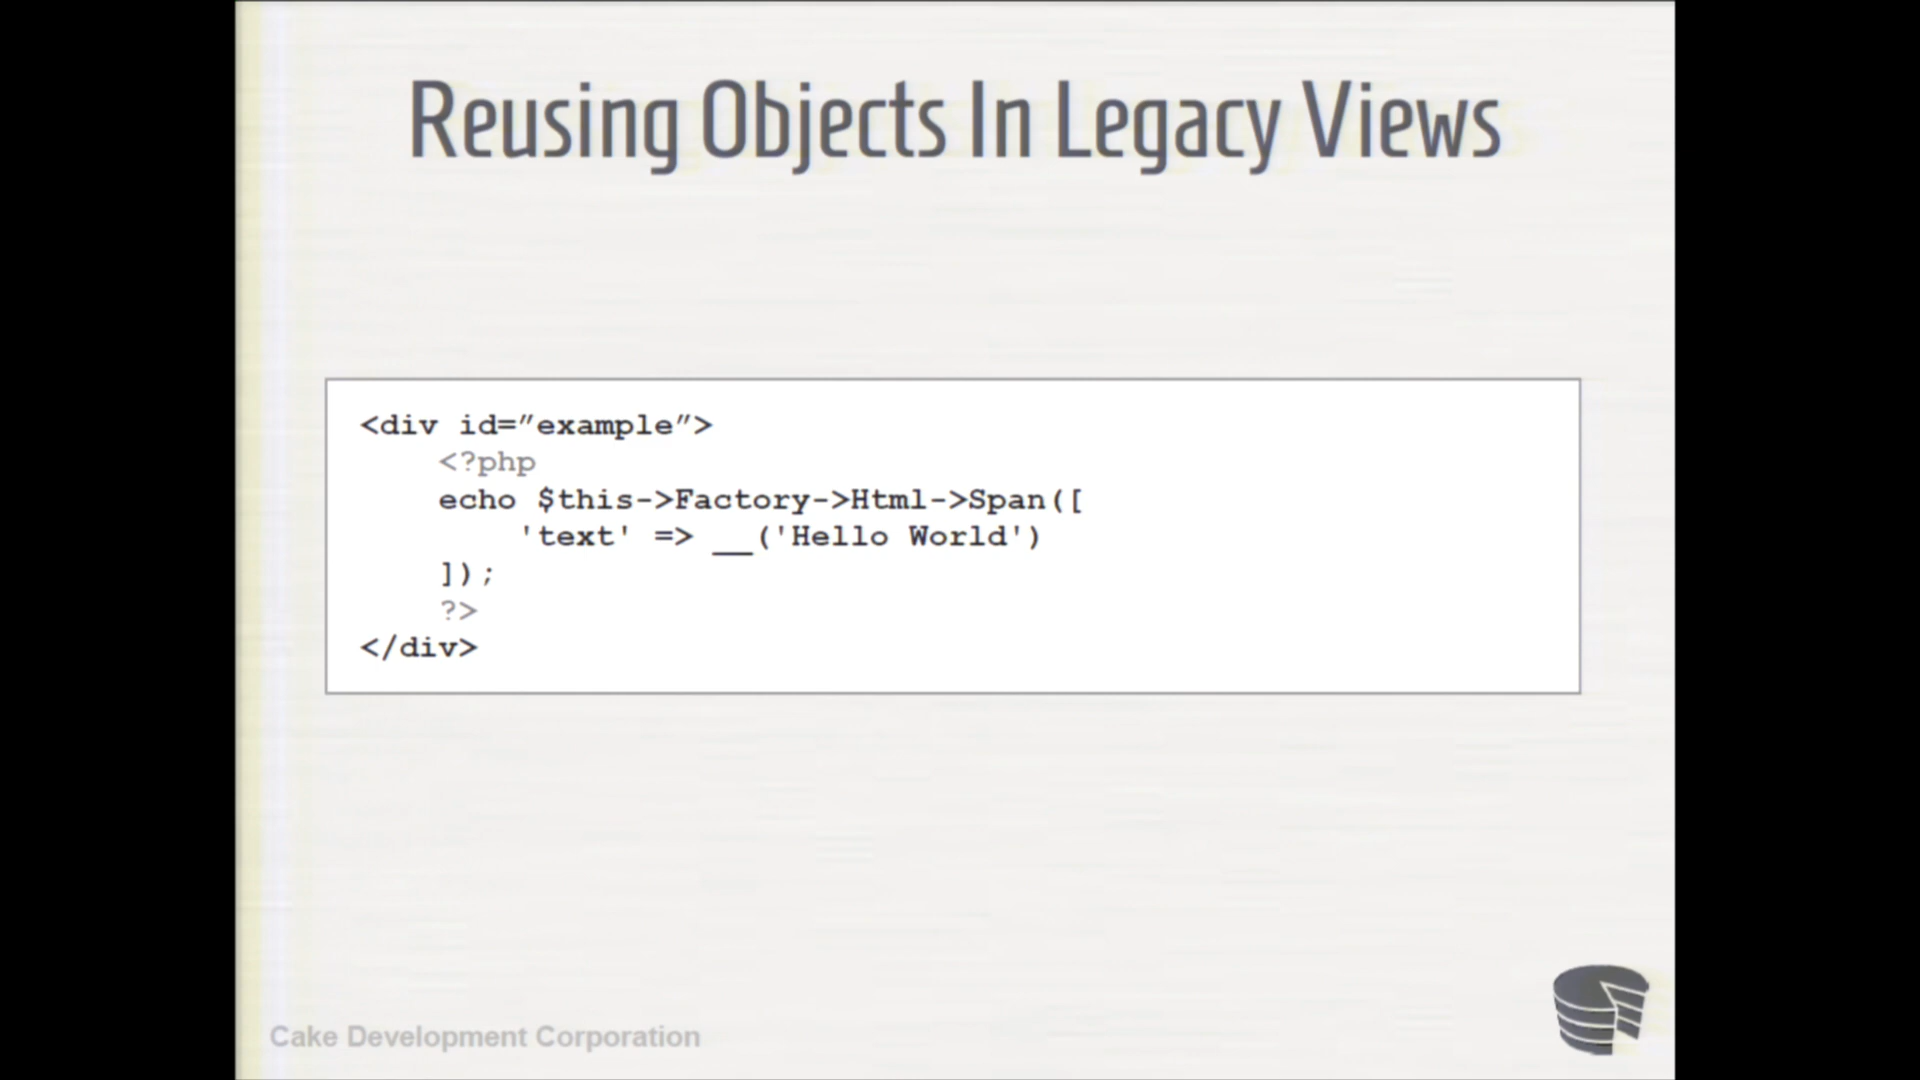 Reusing Objects In Legacy Views
<div id=”example”>
<?php
echo $this->Factory->Html->Span([
'text' => __('Hello World')
]);
?>
</div>
Cake Development Corporation